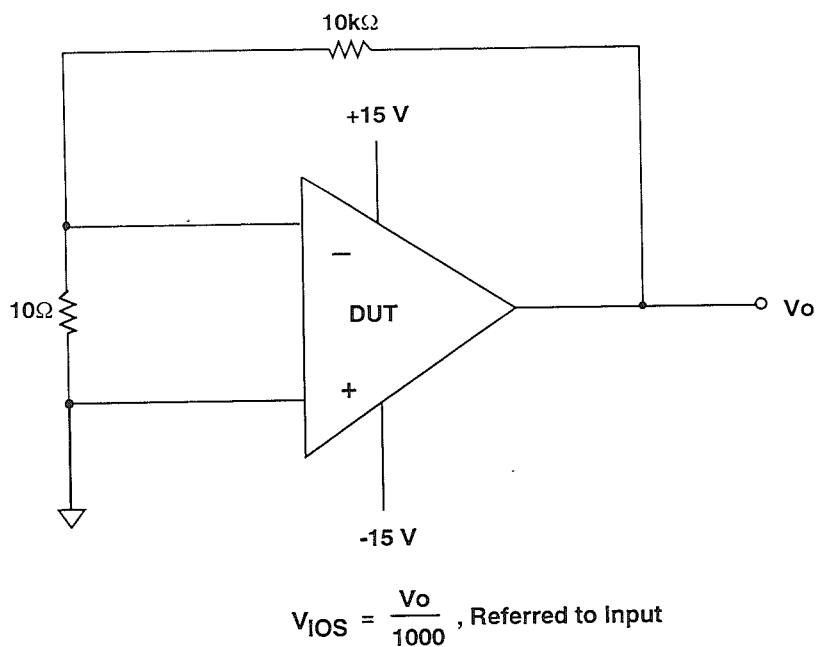 10kΩ
+15 V
−
10Ω
DUT
Vo
+
-15 V
VIOS = Vo / 1000 , Referred to Input